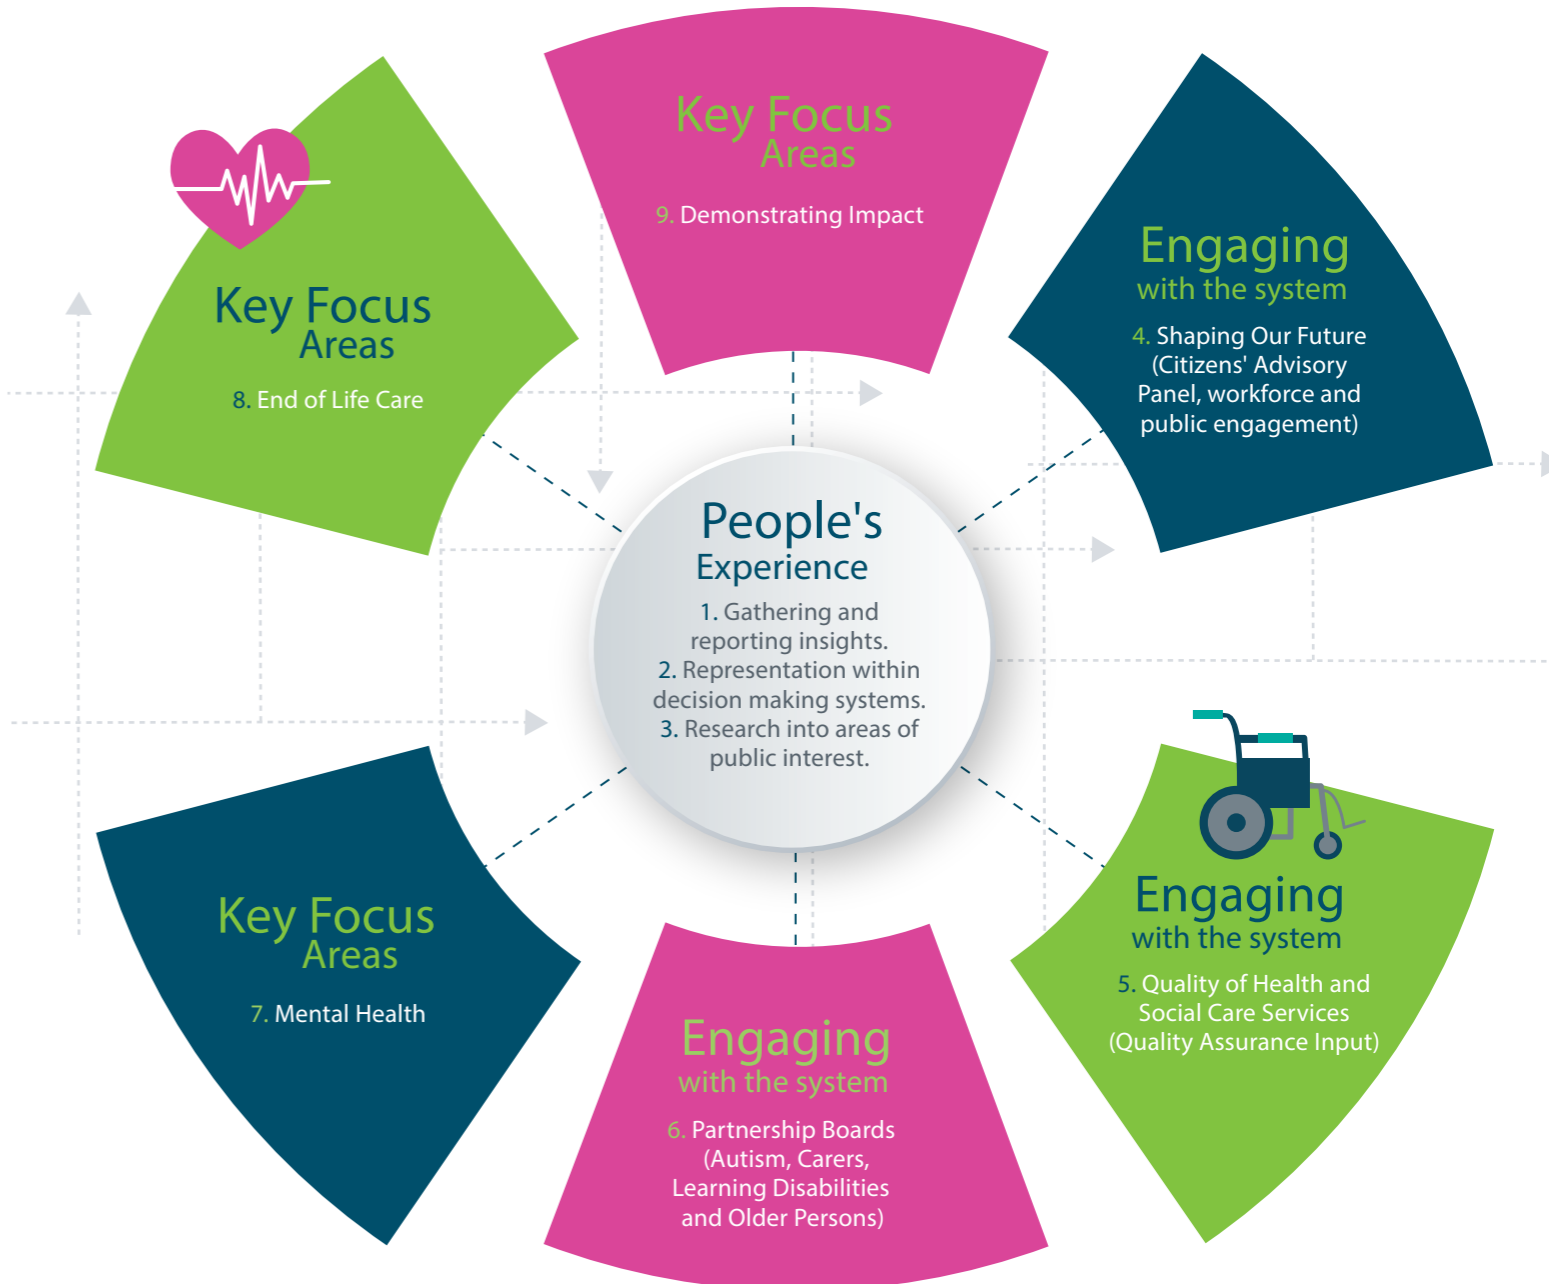 People's
Experience
1. Gathering and
reporting insights.
2. Representation within
decision making systems.
3. Research into areas of
public interest.
Engaging
with the system
4. Shaping Our Future
(Citizens' Advisory
Panel, workforce and
public engagement)
Engaging
with the system
5. Quality of Health and
Social Care Services
(Quality Assurance Input)
Engaging
with the system
6. Partnership Boards
(Autism, Carers,
Learning Disabilities
and Older Persons)
Key Focus
Areas
7. Mental Health
Key Focus
Areas
8. End of Life Care
Key Focus
Areas
9. Demonstrating Impact